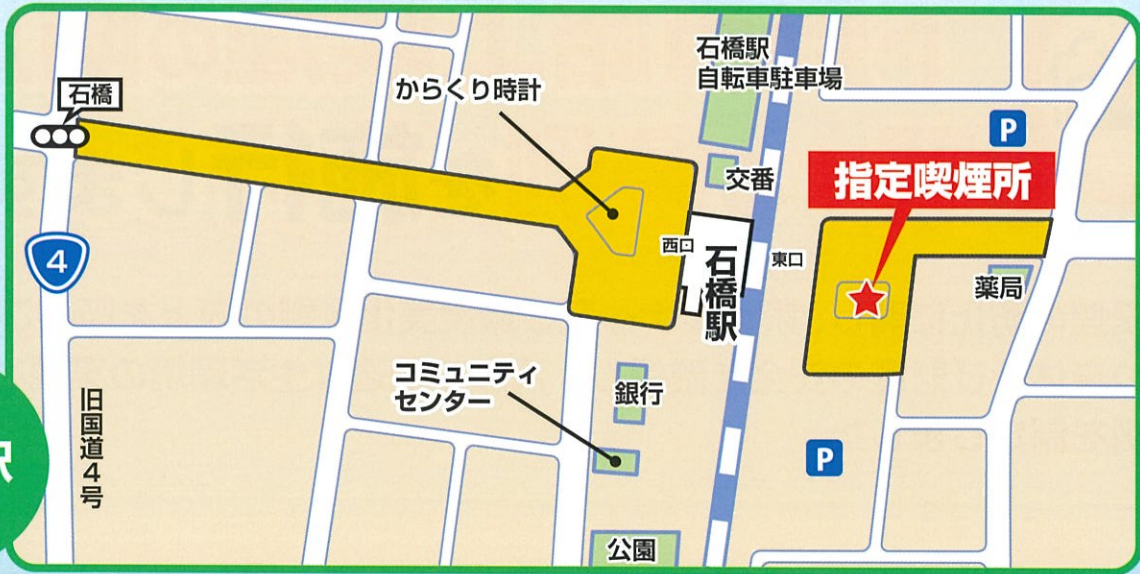 石橋
からくり時計
石橋駅
自転車駐車場
P
交番
指定喫煙所
4
西口
石橋駅
東口
薬局
旧国道4号
コミュニティ
センター
銀行
P
公園
駅